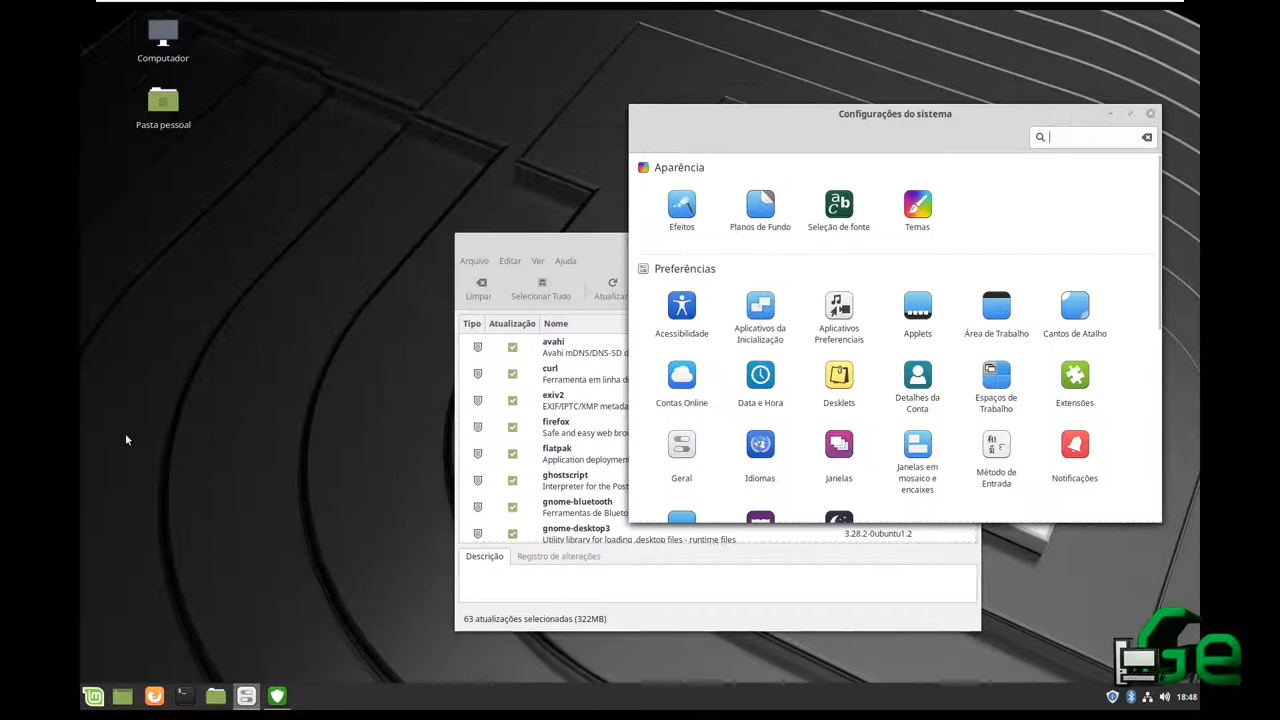 Computador
Pasta pessoal
Configurações do sistema
Aparência
Efeitos
Planos de Fundo
Seleção de fonte
Temas
Preferências
Acessibilidade
Aplicativos da
Inicialização
Aplicativos
Preferenciais
Applets
Área de Trabalho
Cantos de Atalho
Contas Online
Data e Hora
Desklets
Detalhes da
Conta
Espaços de
Trabalho
Extensões
Geral
Idiomas
Janelas
Janelas em
mosaico e
encaixes
Método de
Entrada
Notificações
Arquivo Editar Ver Ajuda
Limpar Selecionar Tudo Atualizar
Tipo Atualização Nome
avahi
Avahi mDNS/DNS-SD d
curl
Ferramenta em linha d
exiv2
EXIF/IPTC/XMP metada
firefox
Safe and easy web brow
flatpak
Application deployment
ghostscript
Interpreter for the Post
gnome-bluetooth
Ferramentas de Blueto
gnome-desktop3 3.28.2-0ubuntu1.2
Utility library for loading .desktop files - runtime files
Descrição Registro de alterações
63 atualizações selecionadas (322MB)
Ge
18:48